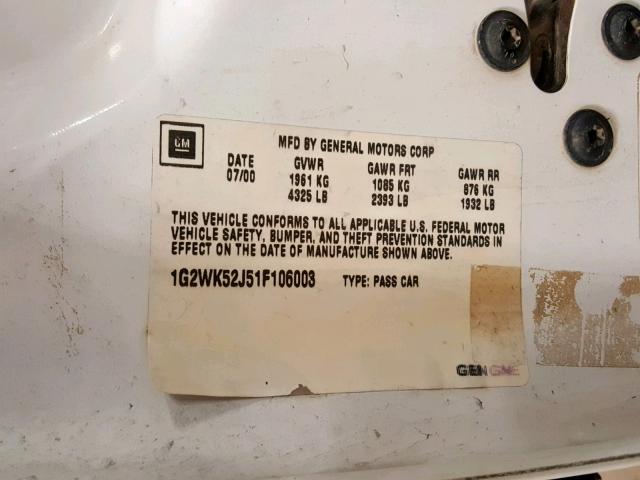 GM
MFD BY GENERAL MOTORS CORP
DATE GVWR GAWR FRT GAWR RR
07/00 1961 KG 1085 KG 876 KG
4325 LB 2393 LB 1932 LB
THIS VEHICLE CONFORMS TO ALL APPLICABLE U.S. FEDERAL MOTOR
VEHICLE SAFETY, BUMPER, AND THEFT PREVENTION STANDARDS IN
EFFECT ON THE DATE OF MANUFACTURE SHOWN ABOVE.
1G2WK52J51F106003 TYPE: PASS CAR